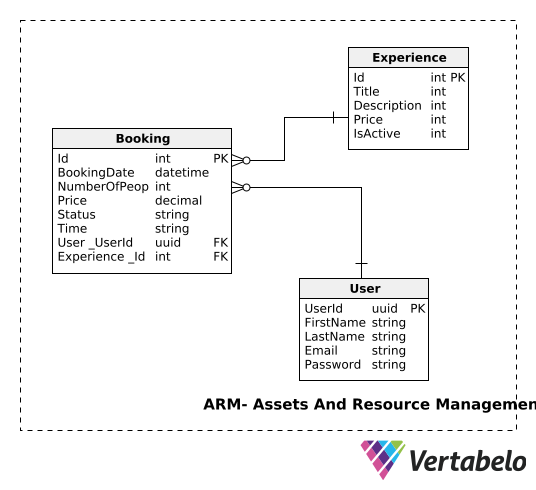 Experience
Id int PK
Title int
Description int
Price int
IsActive int
Booking
Id int PK
BookingDate datetime
NumberOfPeop int
Price decimal
Status string
Time string
User _UserId uuid FK
Experience _Id int FK
User
UserId uuid PK
FirstName string
LastName string
Email string
Password string
ARM- Assets And Resource Managemen
Vertabelo